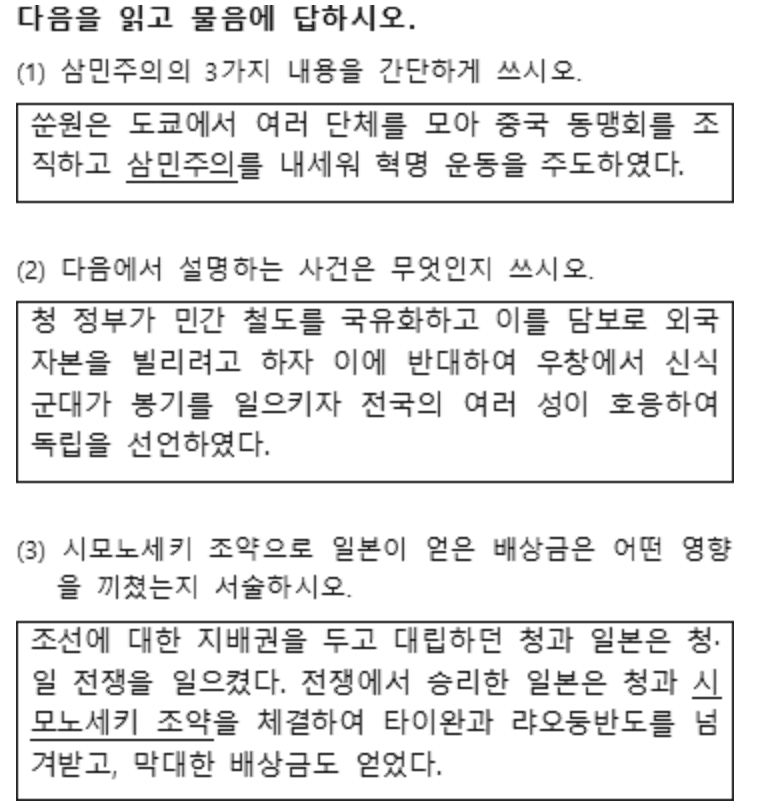 다음을 읽고 물음에 답하시오.
(1) 삼민주의의 3가지 내용을 간단하게 쓰시오.
쑨원은 도쿄에서 여러 단체를 모아 중국 동맹회를 조
직하고 삼민주의를 내세워 혁명 운동을 주도하였다.
(2) 다음에서 설명하는 사건은 무엇인지 쓰시오.
청 정부가 민간 철도를 국유화하고 이를 담보로 외국
자본을 빌리려고 하자 이에 반대하여 우창에서 신식
군대가 봉기를 일으키자 전국의 여러 성이 호응하여
독립을 선언하였다.
(3) 시모노세키 조약으로 일본이 얻은 배상금은 어떤 영향
을 끼쳤는지 서술하시오.
조선에 대한 지배권을 두고 대립하던 청과 일본은 청·
일 전쟁을 일으켰다. 전쟁에서 승리한 일본은 청과 시
모노세키 조약을 체결하여 타이완과 랴오둥반도를 넘
겨받고, 막대한 배상금도 얻었다.